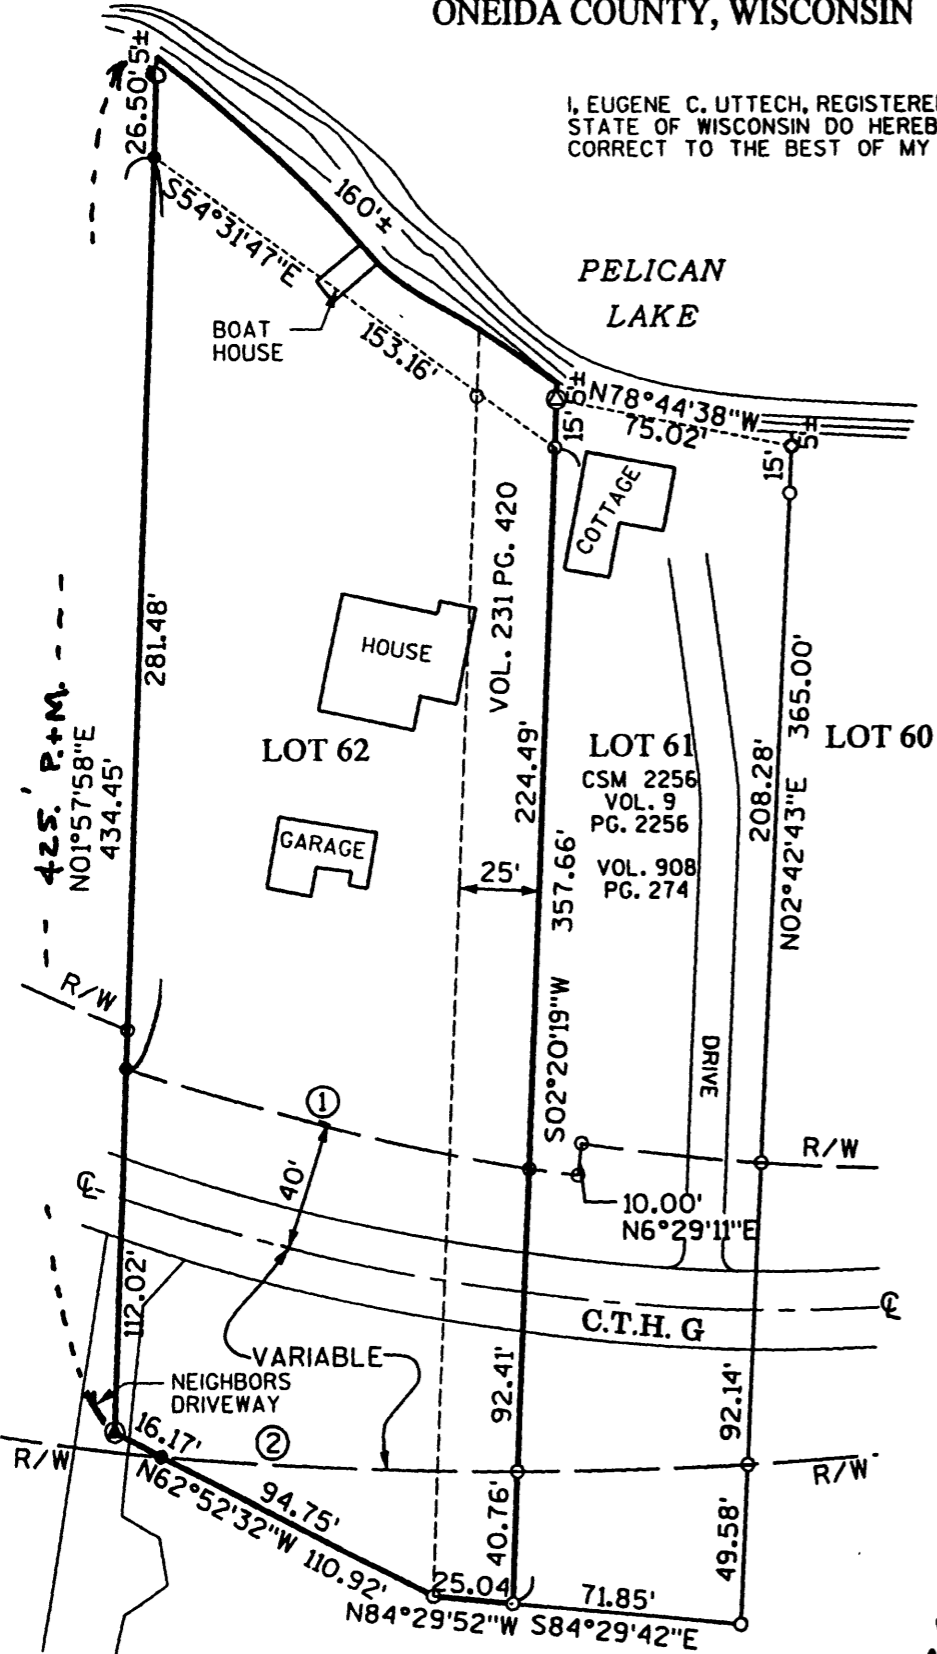 ONEIDA COUNTY, WISCONSIN
I, EUGENE C. UTTECH, REGISTERE
STATE OF WISCONSIN DO HEREB
CORRECT TO THE BEST OF MY
26.50' 5'±
S54°31'47"E
160'±
153.16'
BOAT
HOUSE
PELICAN
LAKE
5'±
15'
N78°44'38"W
75.02'
5'±
15'
COTTAGE
VOL. 231 PG. 420
281.48'
HOUSE
425.' P.+M.
N01°57'58"E
434.45'
LOT 62
224.49'
357.66'
S02°20'19"W
LOT 61
CSM 2256
VOL. 9
PG. 2256
VOL. 908
PG. 274
365.00'
208.28'
N02°42'43"E
LOT 60
GARAGE
25'
R/W
DRIVE
1
40'
R/W
10.00'
N6°29'11"E
℄
℄
112.02'
C.T.H. G
VARIABLE
92.41'
92.14'
NEIGHBORS
DRIVEWAY
16.17'
2
R/W
R/W
N62°52'32"W 110.92'
94.75'
40.76'
49.58'
25.04
71.85'
N84°29'52"W S84°29'42"E